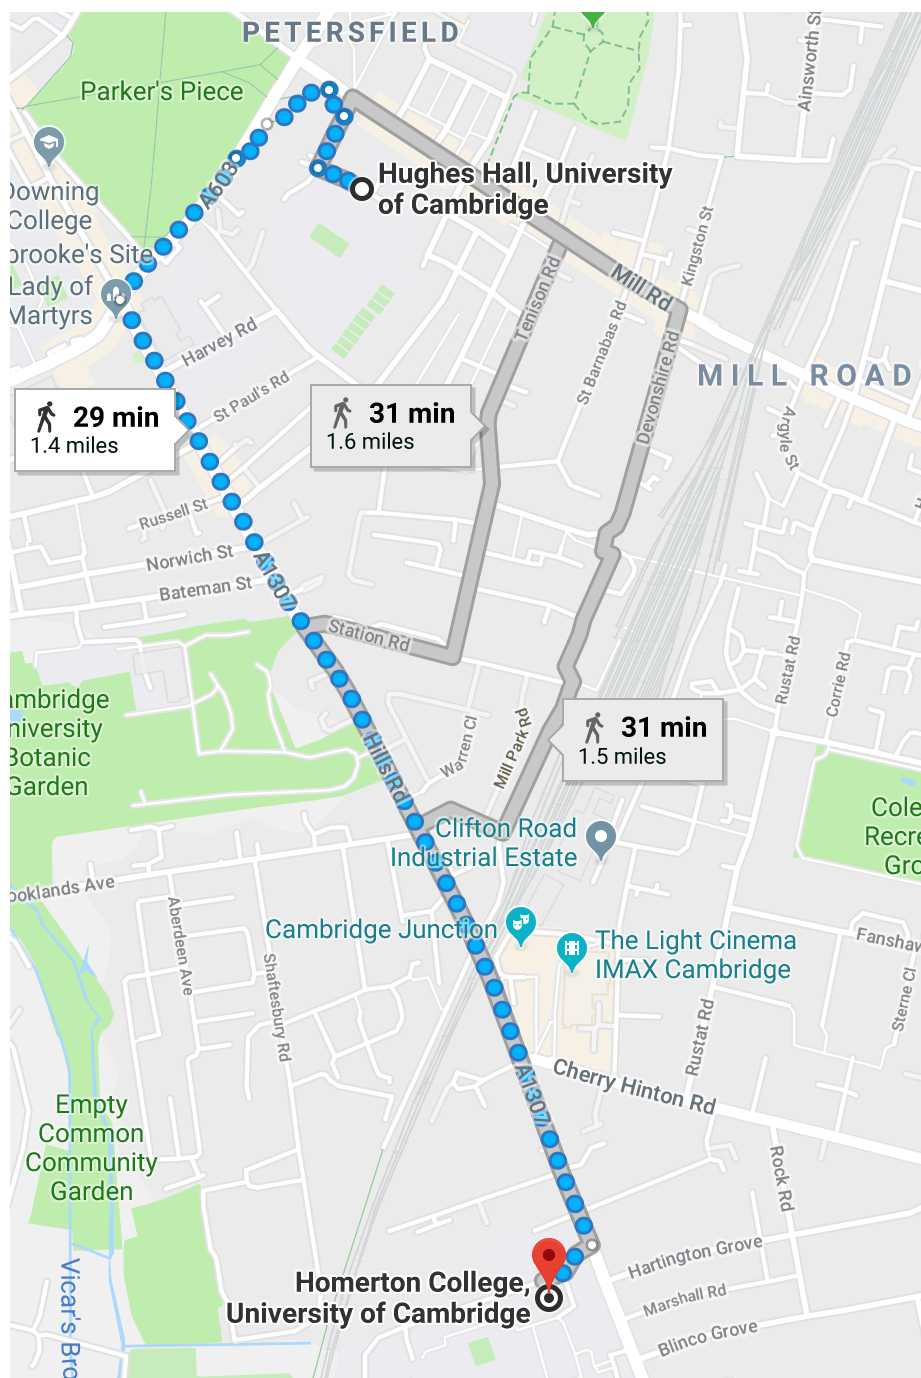 PETERSFIELD
Ainsworth St
Parker's Piece
A603
Downing
College
Hughes Hall, University
of Cambridge
brooke's Site
Lady of
Martyrs
Kingston St
Mill Rd
Tenison Rd
St Barnabas Rd
Devonshire Rd
Harvey Rd
MILL ROAD
St Paul's Rd
29 min
1.4 miles
31 min
1.6 miles
Argyle St
Russell St
Norwich St
Bateman St
A1307
Station Rd
Rustat Rd
Corrie Rd
ambridge
niversity
Botanic
Garden
Hills Rd
Warren Cl
Mill Park Rd
31 min
1.5 miles
Cole
Recre
Gro
Clifton Road
Industrial Estate
ooklands Ave
Aberdeen Ave
Shaftesbury Rd
Cambridge Junction
The Light Cinema
IMAX Cambridge
Fanshaw
Sterne Cl
Rustat Rd
A1307
Cherry Hinton Rd
Empty
Common
Community
Garden
Rock Rd
Vicar's Bro
Hartington Grove
Marshall Rd
Blinco Grove
Homerton College,
University of Cambridge